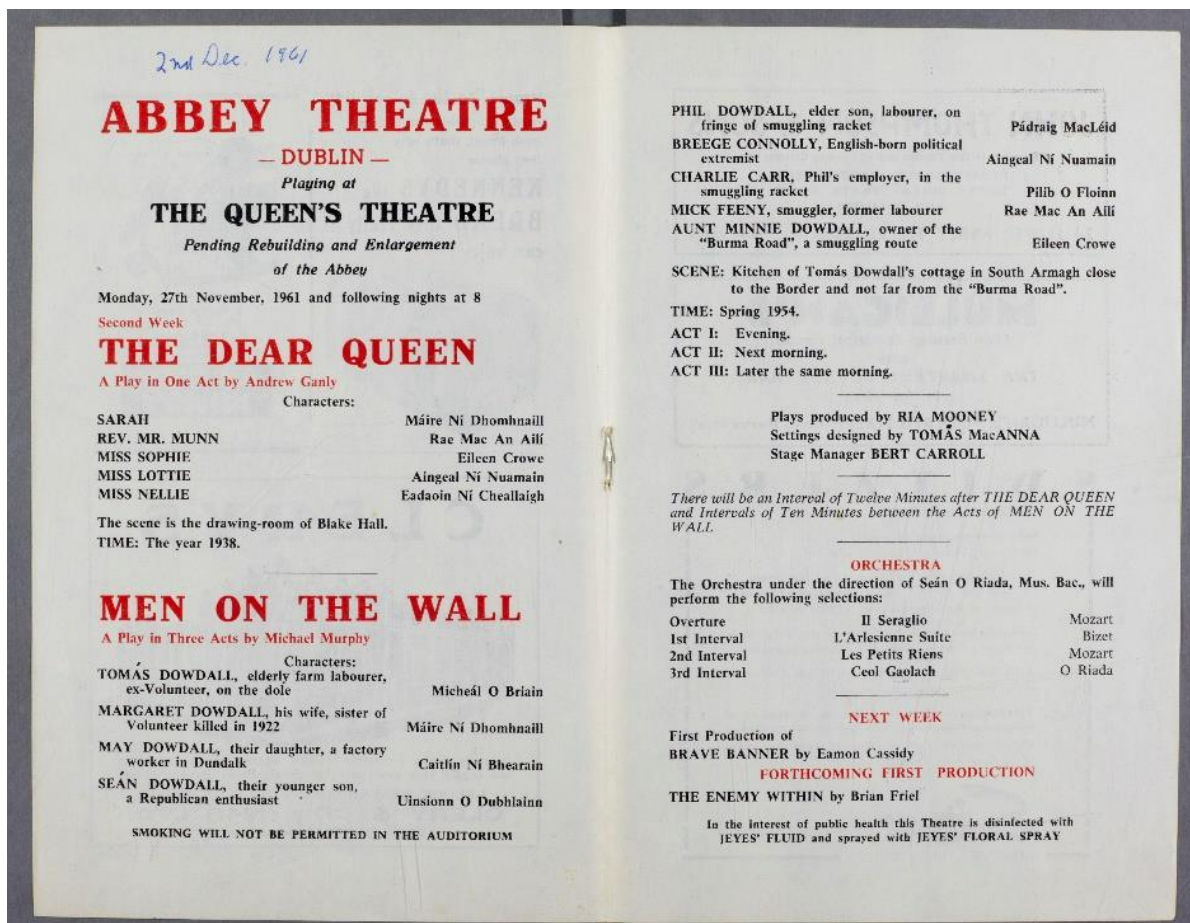 2nd Dec. 1961
ABBEY THEATRE
— DUBLIN —
Playing at
THE QUEEN'S THEATRE
Pending Rebuilding and Enlargement
of the Abbey
Monday, 27th November, 1961 and following nights at 8
Second Week
THE DEAR QUEEN
A Play in One Act by Andrew Ganly
Characters:
SARAH Máire Ní Dhomhnaill
REV. MR. MUNN Rae Mac An Ailí
MISS SOPHIE Eileen Crowe
MISS LOTTIE Aingeal Ní Nuamain
MISS NELLIE Eadaoin Ní Cheallaigh
The scene is the drawing-room of Blake Hall.
TIME: The year 1938.
MEN ON THE WALL
A Play in Three Acts by Michael Murphy
Characters:
TOMÁS DOWDALL, elderly farm labourer,
ex-Volunteer, on the dole Micheál O Briain
MARGARET DOWDALL, his wife, sister of
Volunteer killed in 1922 Máire Ní Dhomhnaill
MAY DOWDALL, their daughter, a factory
worker in Dundalk Caitlín Ní Bhearain
SEÁN DOWDALL, their younger son,
a Republican enthusiast Uinsionn O Dubhlainn
SMOKING WILL NOT BE PERMITTED IN THE AUDITORIUM
PHIL DOWDALL, elder son, labourer, on
fringe of smuggling racket Pádraig MacLéid
BREEGE CONNOLLY, English-born political
extremist Aingeal Ní Nuamain
CHARLIE CARR, Phil's employer, in the
smuggling racket Pilib O Floinn
MICK FEENY, smuggler, former labourer Rae Mac An Ailí
AUNT MINNIE DOWDALL, owner of the
"Burma Road", a smuggling route Eileen Crowe
SCENE: Kitchen of Tomás Dowdall's cottage in South Armagh close
to the Border and not far from the "Burma Road".
TIME: Spring 1954.
ACT I: Evening.
ACT II: Next morning.
ACT III: Later the same morning.
Plays produced by RIA MOONEY
Settings designed by TOMÁS MacANNA
Stage Manager BERT CARROLL
There will be an Interval of Twelve Minutes after THE DEAR QUEEN
and Intervals of Ten Minutes between the Acts of MEN ON THE
WALL
ORCHESTRA
The Orchestra under the direction of Seán O Riada, Mus. Bac., will
perform the following selections:
Overture Il Seraglio Mozart
1st Interval L'Arlesienne Suite Bizet
2nd Interval Les Petits Riens Mozart
3rd Interval Ceol Gaolach O Riada
NEXT WEEK
First Production of
BRAVE BANNER by Eamon Cassidy
FORTHCOMING FIRST PRODUCTION
THE ENEMY WITHIN by Brian Friel
In the interest of public health this Theatre is disinfected with
JEYES' FLUID and sprayed with JEYES' FLORAL SPRAY